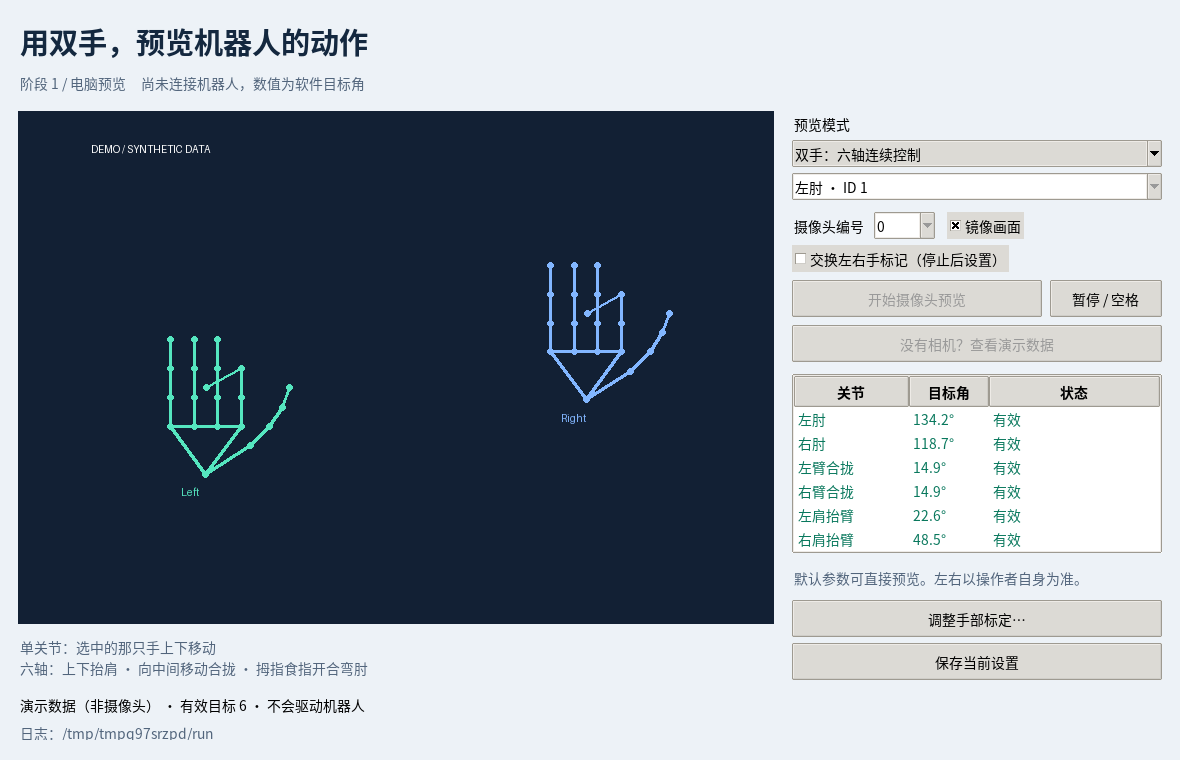 用双手，预览机器人的动作
阶段 1 / 电脑预览　尚未连接机器人，数值为软件目标角
DEMO / SYNTHETIC DATA
Left
Right
单关节：选中的那只手上下移动
六轴：上下抬肩 · 向中间移动合拢 · 拇指食指开合弯肘
演示数据（非摄像头） · 有效目标 6 · 不会驱动机器人
日志：/tmp/tmpq97srzpd/run
预览模式
双手：六轴连续控制
左肘 · ID 1
摄像头编号 0 镜像画面
交换左右手标记（停止后设置）
开始摄像头预览 暂停 / 空格
没有相机？查看演示数据
关节 目标角 状态
左肘 134.2° 有效
右肘 118.7° 有效
左臂合拢 14.9° 有效
右臂合拢 14.9° 有效
左肩抬臂 22.6° 有效
右肩抬臂 48.5° 有效
默认参数可直接预览。左右以操作者自身为准。
调整手部标定…
保存当前设置